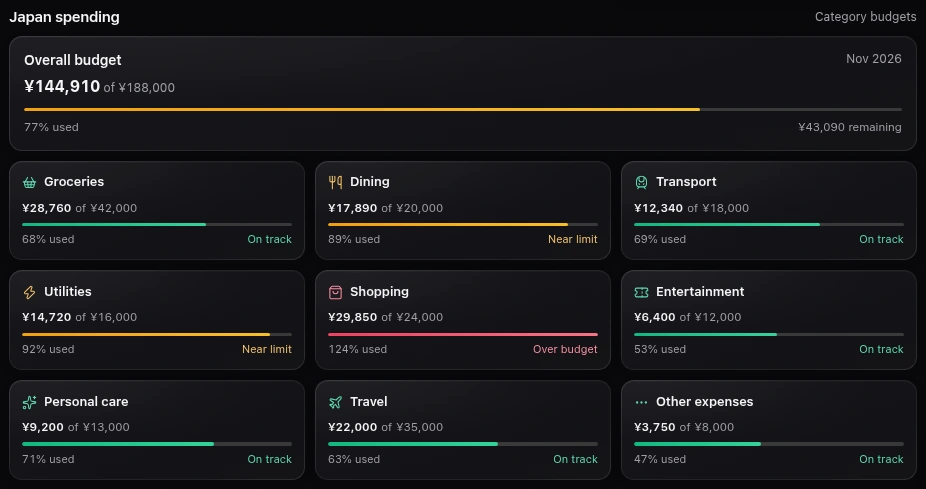 Japan spending
Category budgets
Overall budget
Nov 2026
¥144,910 of ¥188,000
77% used
¥43,090 remaining
Groceries
¥28,760 of ¥42,000
68% used
On track
Dining
¥17,890 of ¥20,000
89% used
Near limit
Transport
¥12,340 of ¥18,000
69% used
On track
Utilities
¥14,720 of ¥16,000
92% used
Near limit
Shopping
¥29,850 of ¥24,000
124% used
Over budget
Entertainment
¥6,400 of ¥12,000
53% used
On track
Personal care
¥9,200 of ¥13,000
71% used
On track
Travel
¥22,000 of ¥35,000
63% used
On track
Other expenses
¥3,750 of ¥8,000
47% used
On track